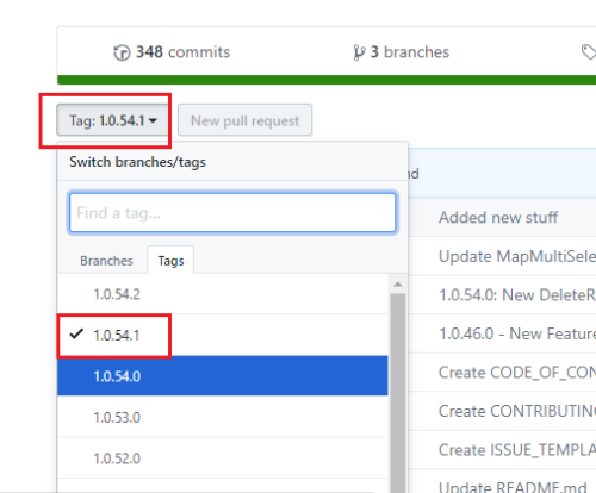 348 commits
3 branches
Tag: 1.0.54.1
New pull request
Switch branches/tags
Find a tag...
Branches
Tags
1.0.54.2
1.0.54.1
1.0.54.0
1.0.53.0
1.0.52.0
nd
Added new stuff
Update MapMultiSele
1.0.54.0: New DeleteR
1.0.46.0 - New Feature
Create CODE_OF_CON
Create CONTRIBUTING
Create ISSUE_TEMPLA
Update README.md